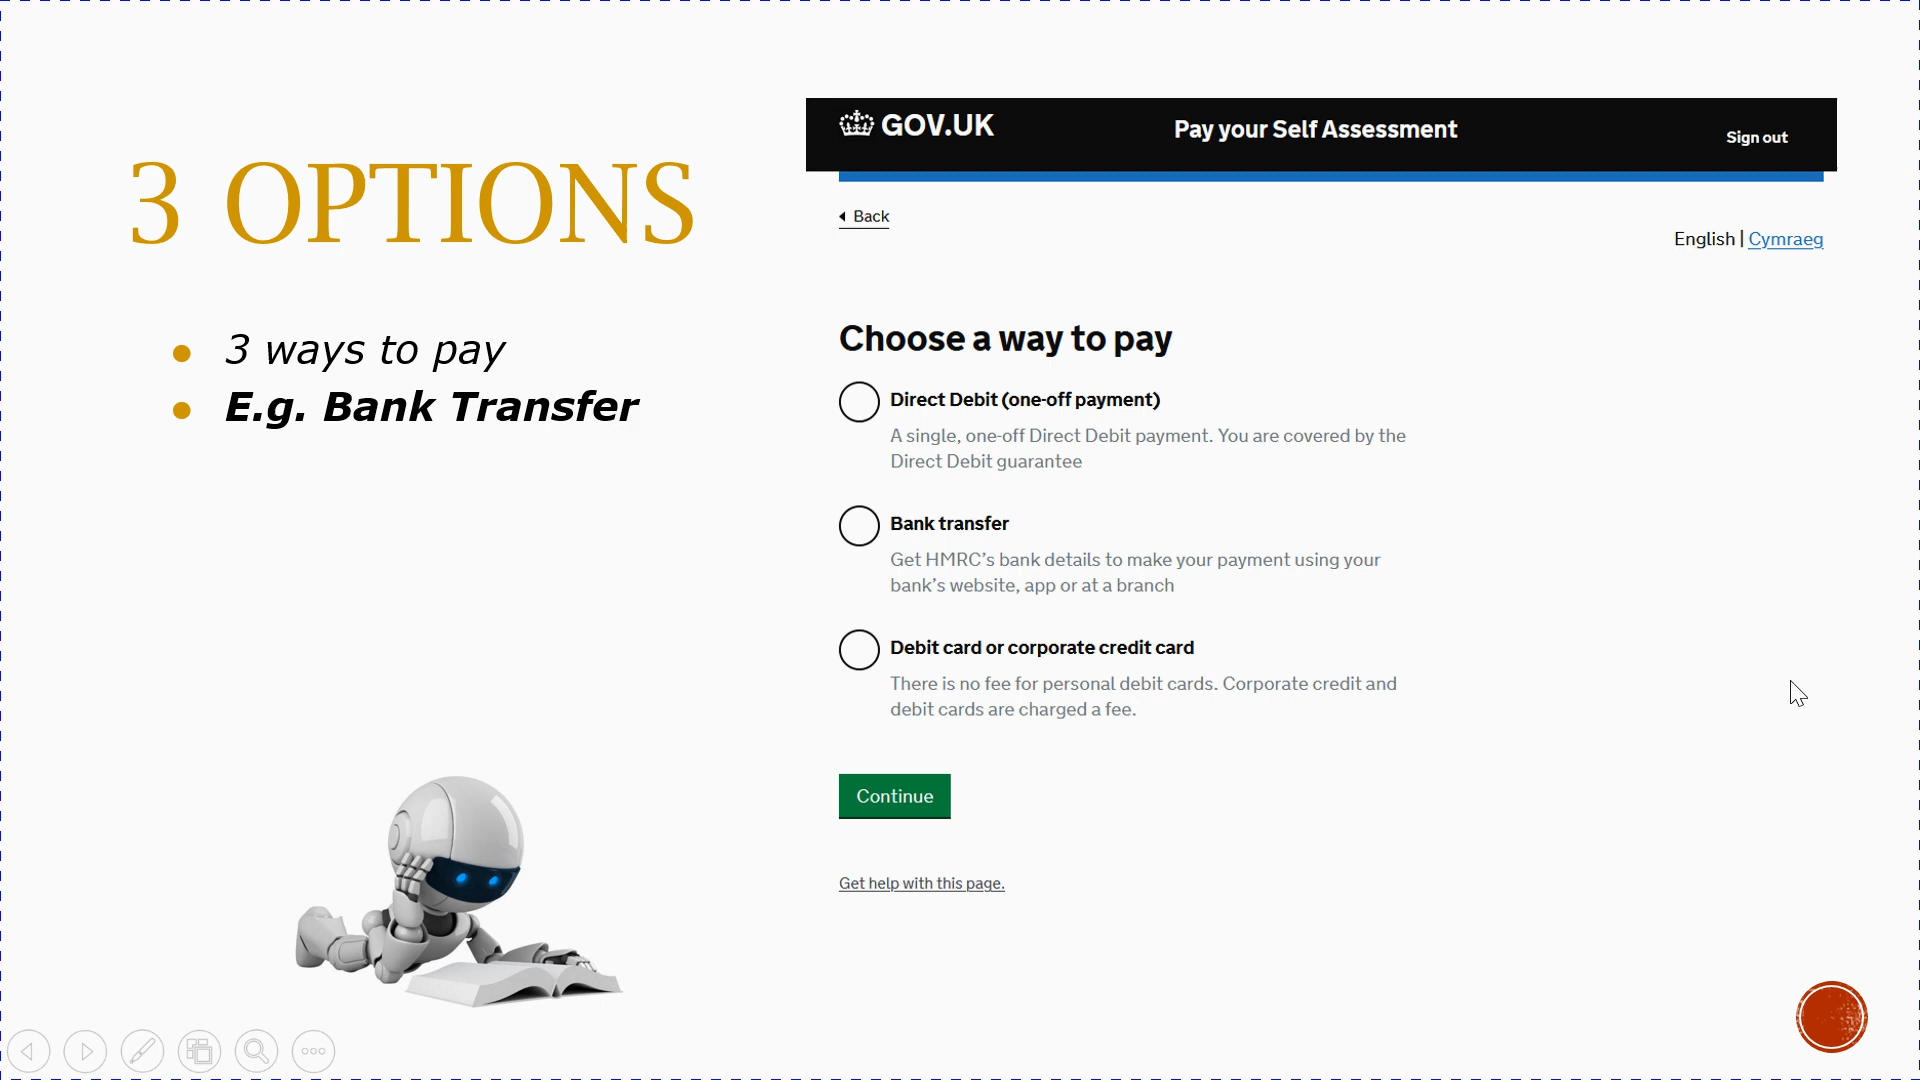 3 OPTIONS
3 ways to pay
E.g. Bank Transfer
GOV.UK
Pay your Self Assessment
Sign out
Back
English | Cymraeg
Choose a way to pay
Direct Debit (one-off payment)
A single, one-off Direct Debit payment. You are covered by the
Direct Debit guarantee
Bank transfer
Get HMRC’s bank details to make your payment using your
bank’s website, app or at a branch
Debit card or corporate credit card
There is no fee for personal debit cards. Corporate credit and
debit cards are charged a fee.
Continue
Get help with this page.